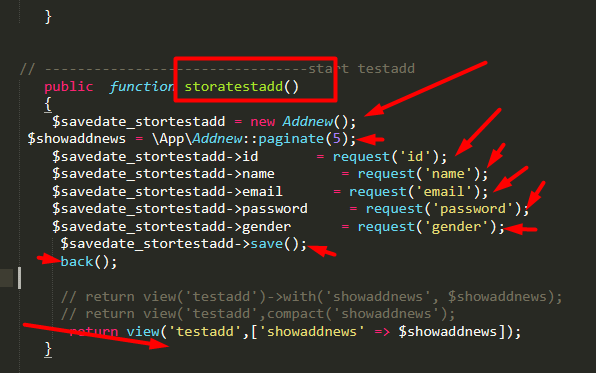 }
// -------------------------------start testadd
public function storatestadd()
{
$savedate_stortestadd = new Addnew();
$showaddnews = \App\Addnew::paginate(5);
$savedate_stortestadd->id = request('id');
$savedate_stortestadd->name = request('name');
$savedate_stortestadd->email = request('email');
$savedate_stortestadd->password = request('password');
$savedate_stortestadd->gender = request('gender');
$savedate_stortestadd->save();
back();
// return view('testadd')->with('showaddnews', $showaddnews);
// return view('testadd',compact('showaddnews');
return view('testadd',['showaddnews' => $showaddnews]);
}